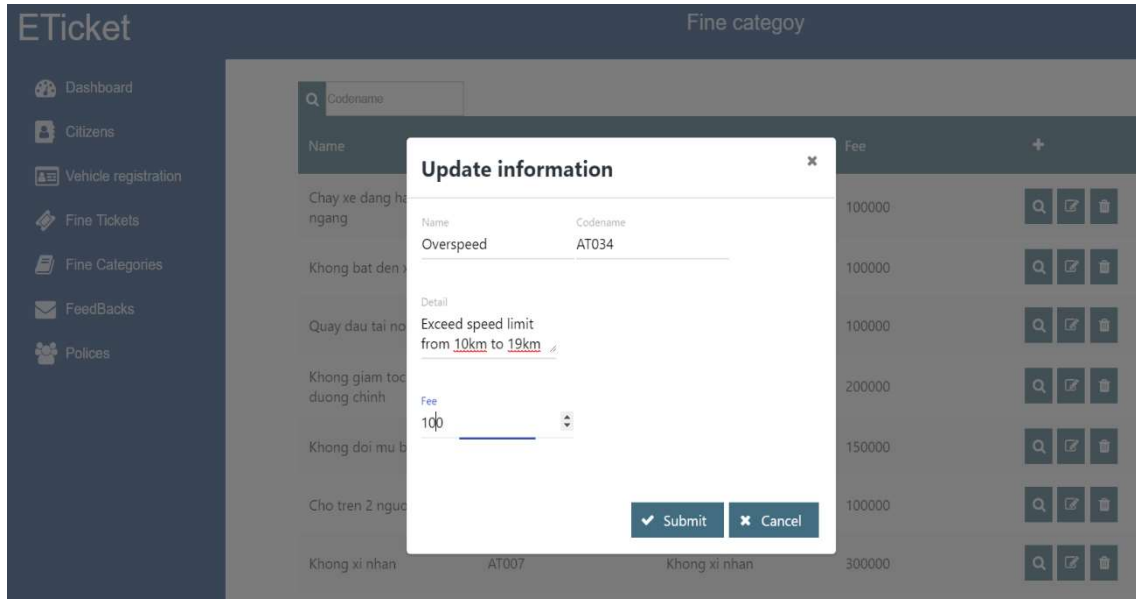 ETicket
Fine categoy
Dashboard
Citizens
Vehicle registration
Fine Tickets
Fine Categories
FeedBacks
Polices
Codename
Name
Fee
Chay xe dang
ngang
100000
Khong bat den
100000
Quay dau tai
100000
Khong giam toc
duong chinh
200000
Khong doi mu
150000
Cho tren 2
100000
Khong xi nhan AT007 Khong xi nhan 300000
Update information
Name Codename
Overspeed AT034
Detail
Exceed speed limit
from 10km to 19km
Fee
100
Submit Cancel